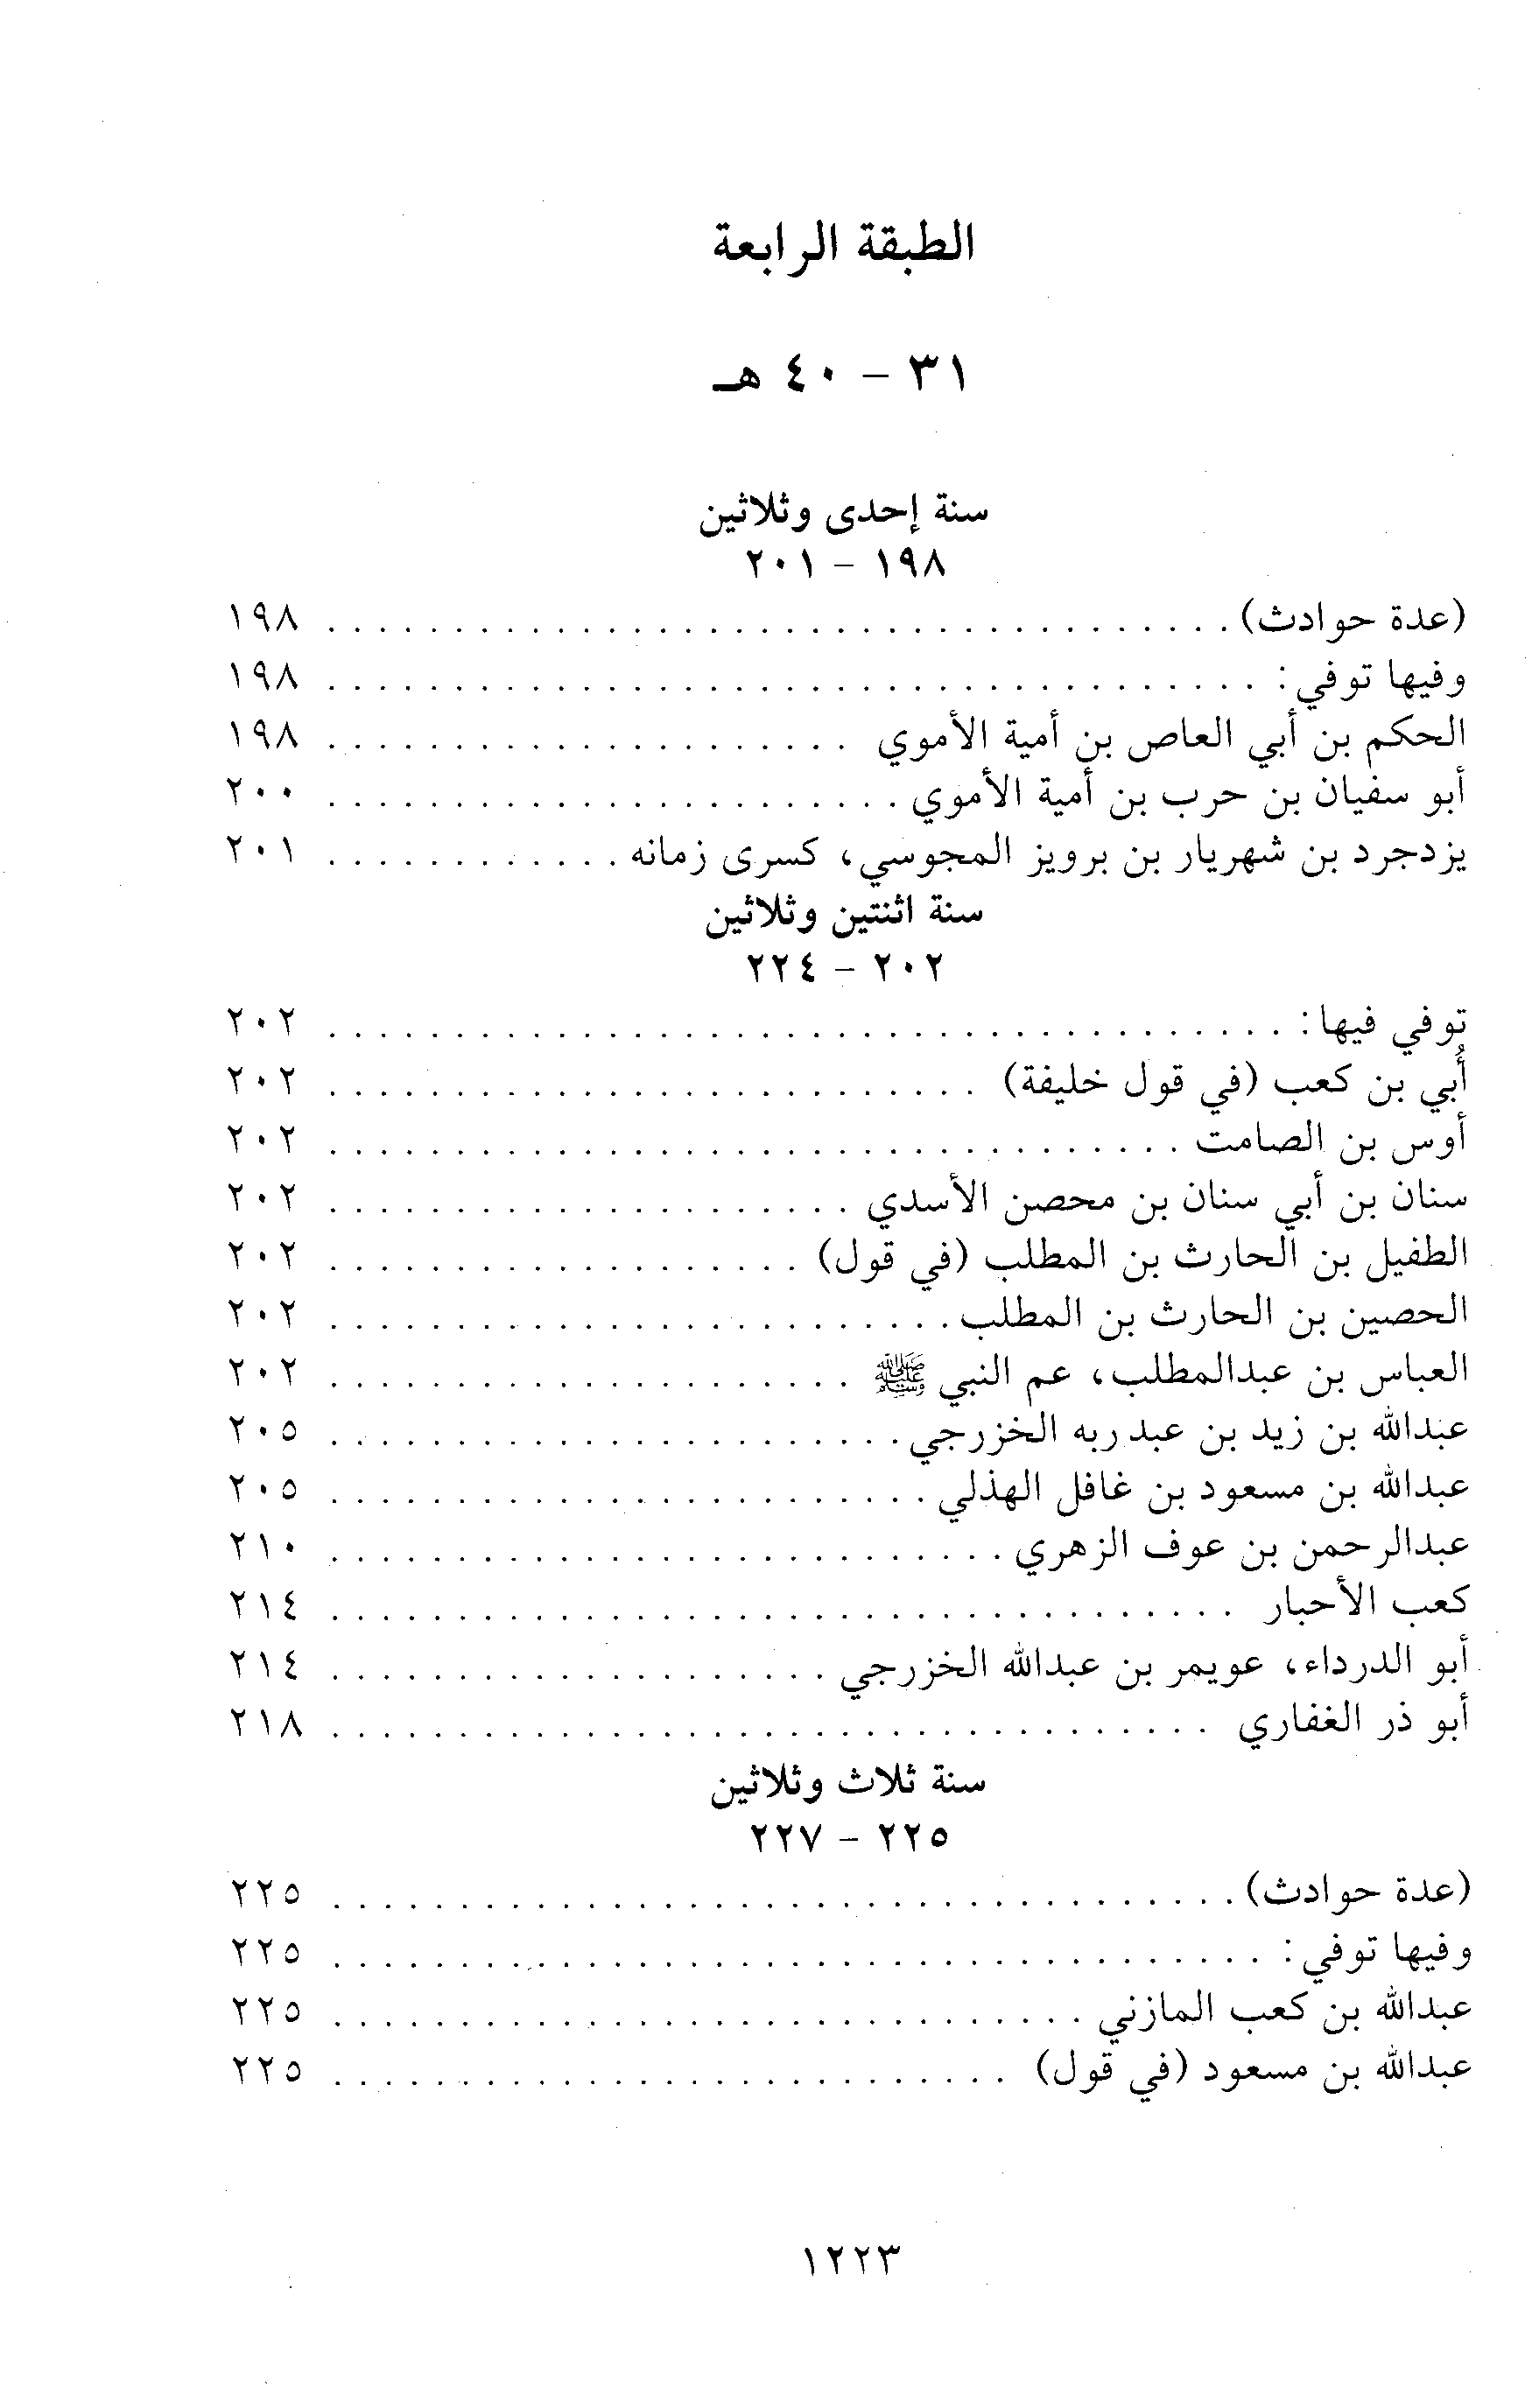 الطبقة الرابعة
٣١ - ٤٠ هـ
سنة إحدى وثلاثين
١٩٨ - ٢٠١
(عدة حوادث) . . . . . . . . . . . . . . . . . . . . ١٩٨
وفيها توفي: . . . . . . . . . . . . . . . . . . . . ١٩٨
الحكم بن أبي العاص بن أمية الأموي . . . . . . . . . . ١٩٨
أبو سفيان بن حرب بن أمية الأموي . . . . . . . . . . ٢٠٠
يزدجرد بن شهريار بن برويز المجوسي، كسرى زمانه . . . . . . . . . . ٢٠١
سنة اثنتين وثلاثين
٢٠٢ - ٢٢٤
توفي فيها: . . . . . . . . . . . . . . . . . . . . ٢٠٢
أُبي بن كعب (في قول خليفة) . . . . . . . . . . ٢٠٢
أوس بن الصامت . . . . . . . . . . ٢٠٢
سنان بن أبي سنان بن محصن الأسدي . . . . . . . . . . ٢٠٢
الطفيل بن الحارث بن المطلب (في قول) . . . . . . . . . . ٢٠٢
الحصين بن الحارث بن المطلب . . . . . . . . . . ٢٠٢
العباس بن عبدالمطلب، عم النبي ﷺ . . . . . . . . . . ٢٠٢
عبدالله بن زيد بن عبد ربه الخزرجي . . . . . . . . . . ٢٠٥
عبدالله بن مسعود بن غافل الهذلي . . . . . . . . . . ٢٠٥
عبدالرحمن بن عوف الزهري . . . . . . . . . . ٢١٠
كعب الأحبار . . . . . . . . . . ٢١٤
أبو الدرداء، عويمر بن عبدالله الخزرجي . . . . . . . . . . ٢١٤
أبو ذر الغفاري . . . . . . . . . . ٢١٨
سنة ثلاث وثلاثين
٢٢٥ - ٢٢٧
(عدة حوادث) . . . . . . . . . . ٢٢٥
وفيها توفي: . . . . . . . . . . ٢٢٥
عبدالله بن كعب المازني . . . . . . . . . . ٢٢٥
عبدالله بن مسعود (في قول) . . . . . . . . . . ٢٢٥
١٢٢٣